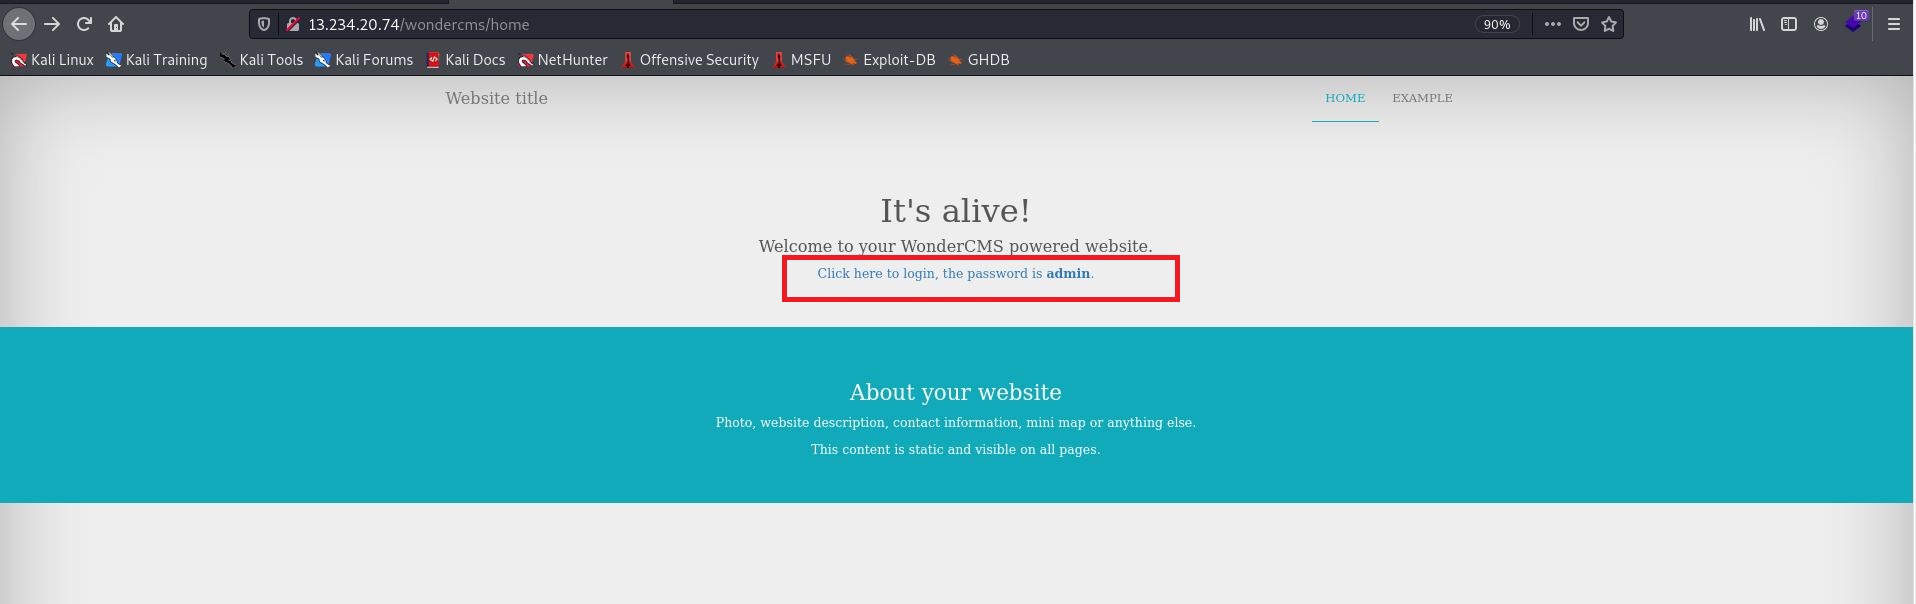 13.234.20.74/wondercms/home 90% 10
Kali Linux Kali Training Kali Tools Kali Forums Kali Docs NetHunter Offensive Security MSFU Exploit-DB GHDB
Website title HOME EXAMPLE
It's alive!
Welcome to your WonderCMS powered website.
Click here to login, the password is admin.
About your website
Photo, website description, contact information, mini map or anything else.
This content is static and visible on all pages.